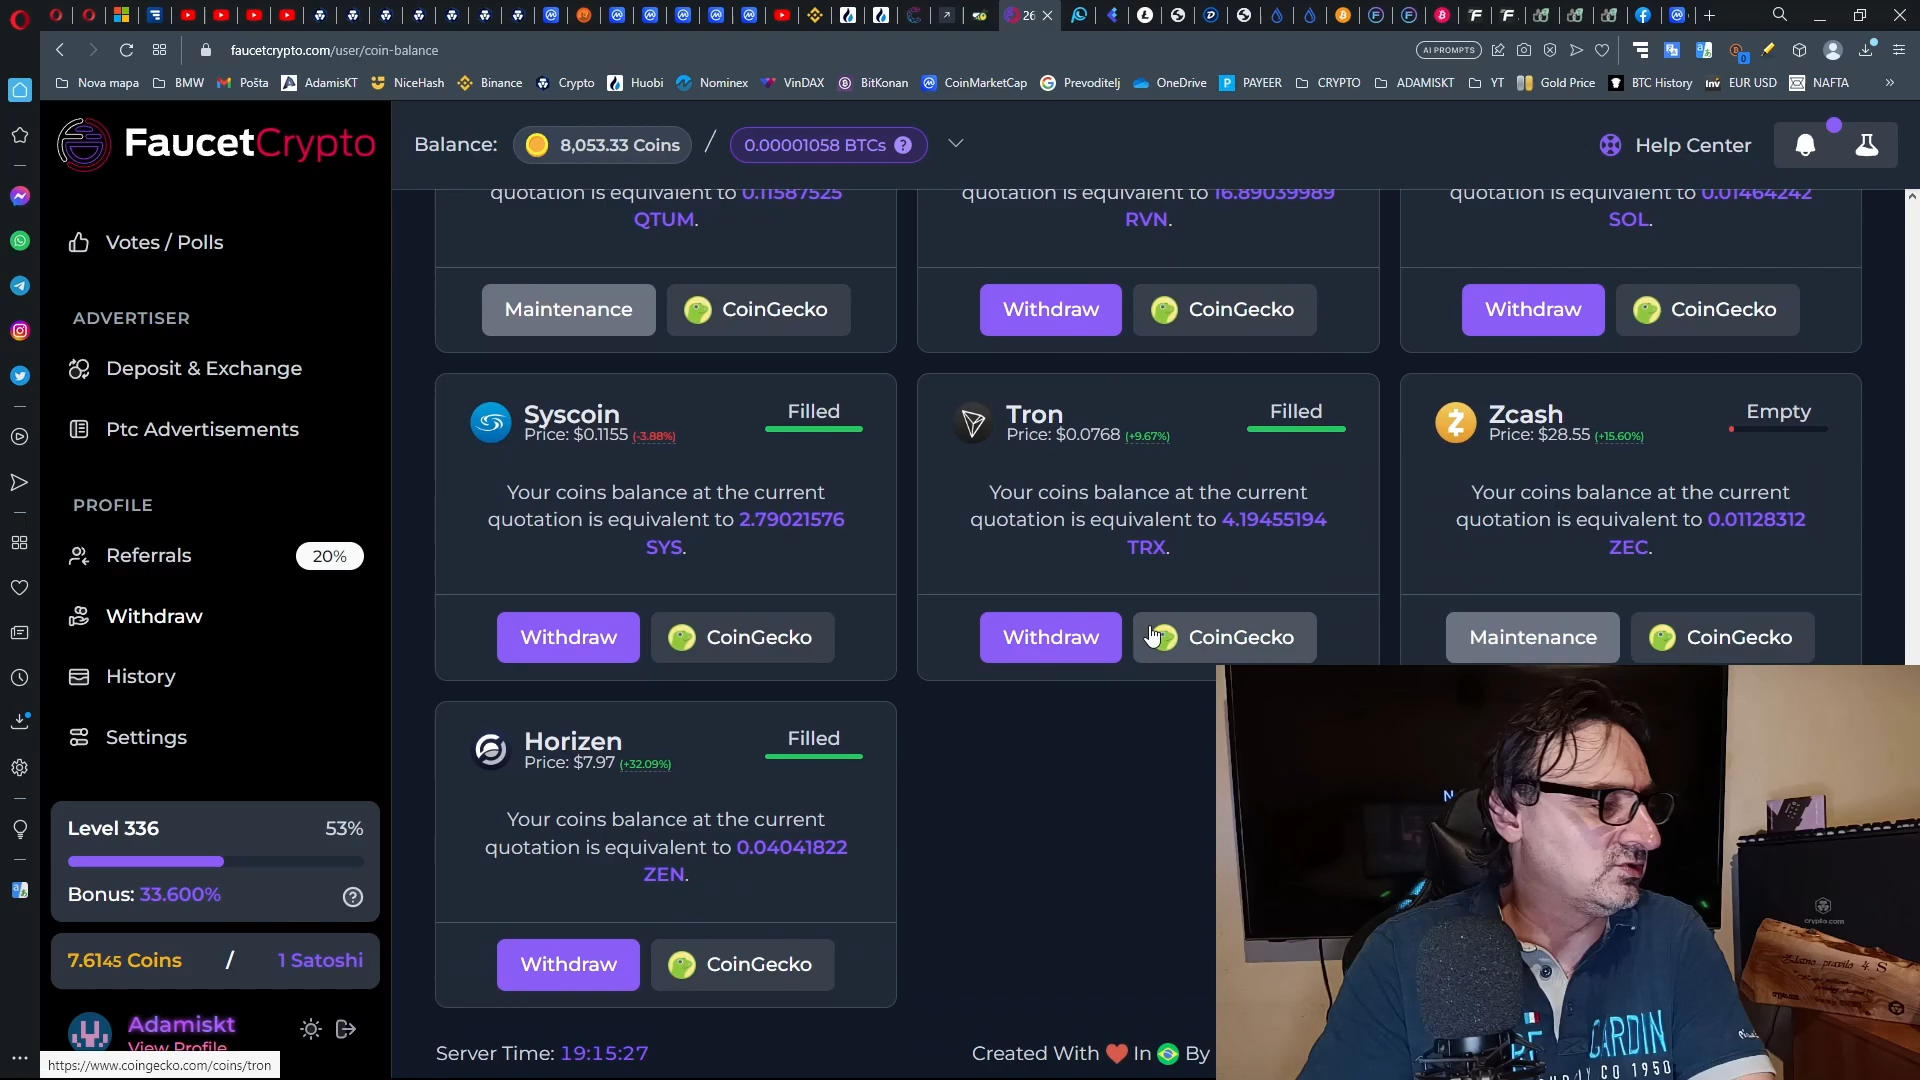 26
faucetcrypto.com/user/coin-balance
AI PROMPTS
Nova mapa
BMW
Pošta
AdamisKT
NiceHash
Binance
Crypto
Huobi
Nominex
VinDAX
BitKonan
CoinMarketCap
Prevoditelj
OneDrive
PAYEER
CRYPTO
ADAMISKT
YT
Gold Price
BTC History
Inv EUR USD
NAFTA
FaucetCrypto
Balance:
8,053.33 Coins
/
0.00001058 BTCs
Help Center
Votes / Polls
ADVERTISER
Deposit & Exchange
Ptc Advertisements
PROFILE
Referrals
20%
Withdraw
History
Settings
Level 336
53%
Bonus: 33.600%
7.6145 Coins / 1 Satoshi
Adamiskt
View Profile
https://www.coingecko.com/coins/tron
quotation is equivalent to 0.11587525
QTUM.
Maintenance
CoinGecko
quotation is equivalent to 16.89039989
RVN.
Withdraw
CoinGecko
quotation is equivalent to 0.01464242
SOL.
Withdraw
CoinGecko
Syscoin
Filled
Price: $0.1155 (-3.88%)
Your coins balance at the current
quotation is equivalent to 2.79021576
SYS.
Withdraw
CoinGecko
Tron
Filled
Price: $0.0768 (+9.67%)
Your coins balance at the current
quotation is equivalent to 4.19455194
TRX.
Withdraw
CoinGecko
Zcash
Empty
Price: $28.55 (+15.60%)
Your coins balance at the current
quotation is equivalent to 0.01128312
ZEC.
Maintenance
CoinGecko
Horizen
Filled
Price: $7.97 (+32.09%)
Your coins balance at the current
quotation is equivalent to 0.04041822
ZEN.
Withdraw
CoinGecko
Server Time: 19:15:27
Created With
In
By
N
crypto.com
CARDIN
CO 1950